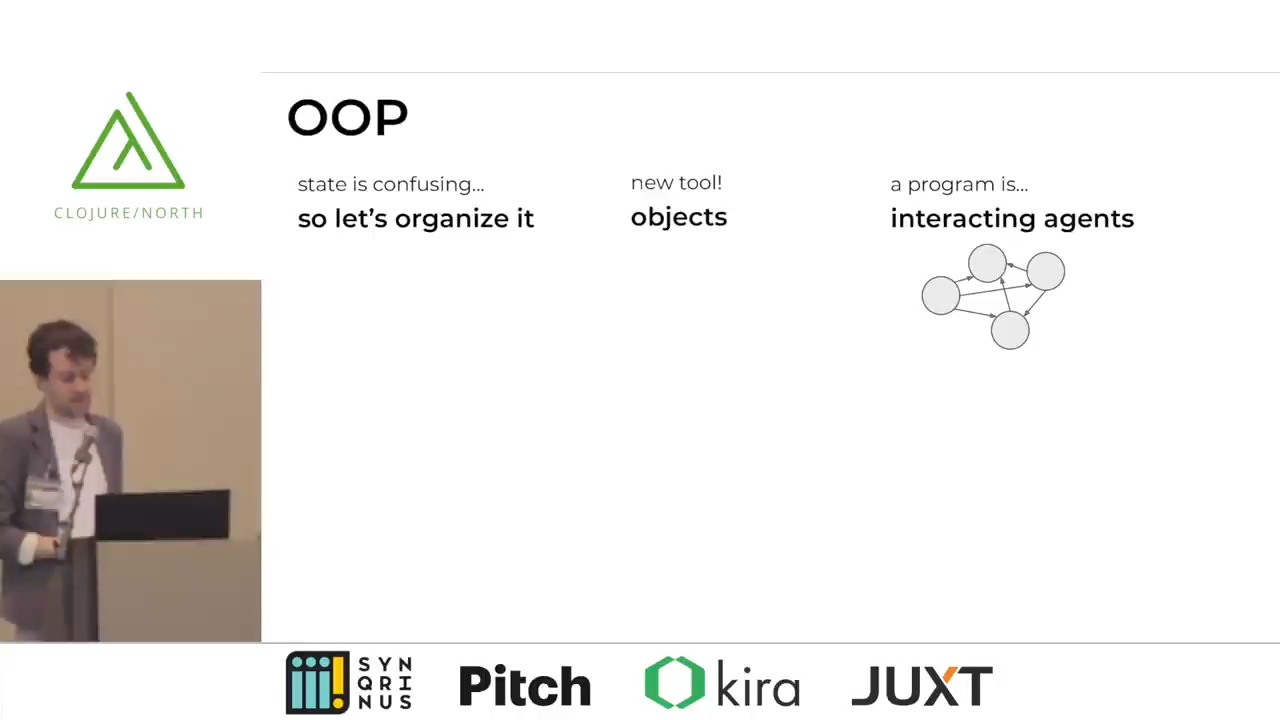 CLOJURE/NORTH
OOP
state is confusing...
so let's organize it
new tool!
objects
a program is...
interacting agents
SYN
QRI
NUS
Pitch
kira
JUXT